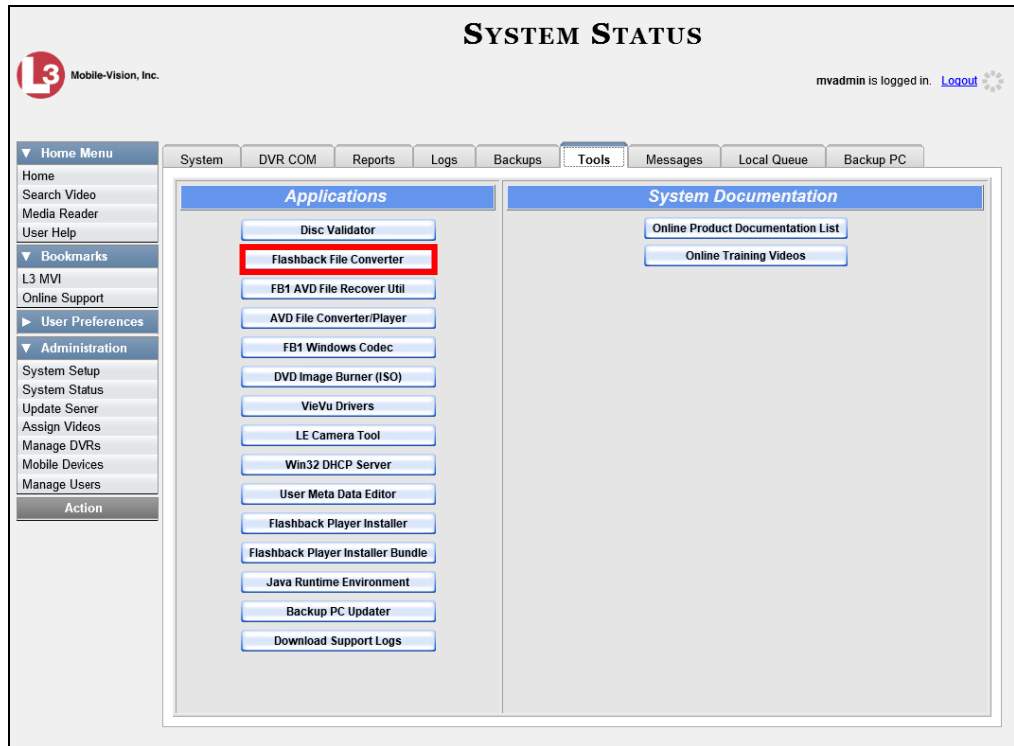 SYSTEM STATUS
L3 Mobile-Vision, Inc.
mvadmin is logged in. Logout
▼ Home Menu
Home
Search Video
Media Reader
User Help
▼ Bookmarks
L3 MVI
Online Support
► User Preferences
▼ Administration
System Setup
System Status
Update Server
Assign Videos
Manage DVRs
Mobile Devices
Manage Users
Action
System DVR COM Reports Logs Backups Tools Messages Local Queue Backup PC
Applications
Disc Validator
Flashback File Converter
FB1 AVD File Recover Util
AVD File Converter/Player
FB1 Windows Codec
DVD Image Burner (ISO)
VieVu Drivers
LE Camera Tool
Win32 DHCP Server
User Meta Data Editor
Flashback Player Installer
Flashback Player Installer Bundle
Java Runtime Environment
Backup PC Updater
Download Support Logs
System Documentation
Online Product Documentation List
Online Training Videos